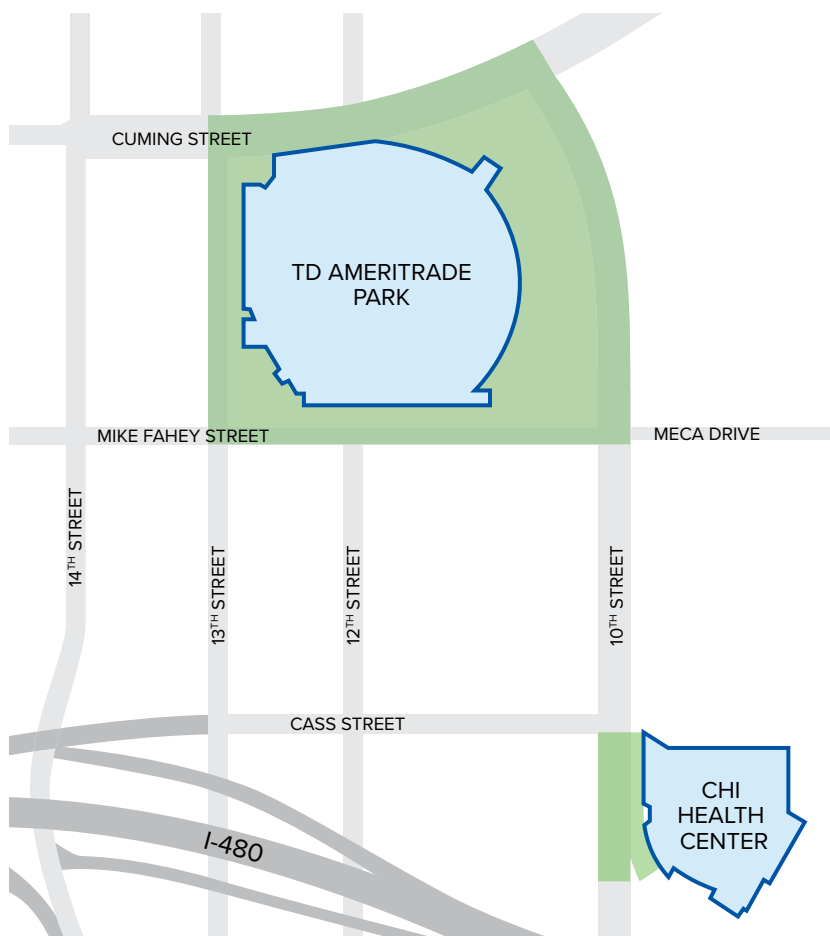 CUMING STREET
TD AMERITRADE
PARK
MIKE FAHEY STREET
MECA DRIVE
14TH STREET
13TH STREET
12TH STREET
10TH STREET
CASS STREET
CHI
HEALTH
CENTER
I-480